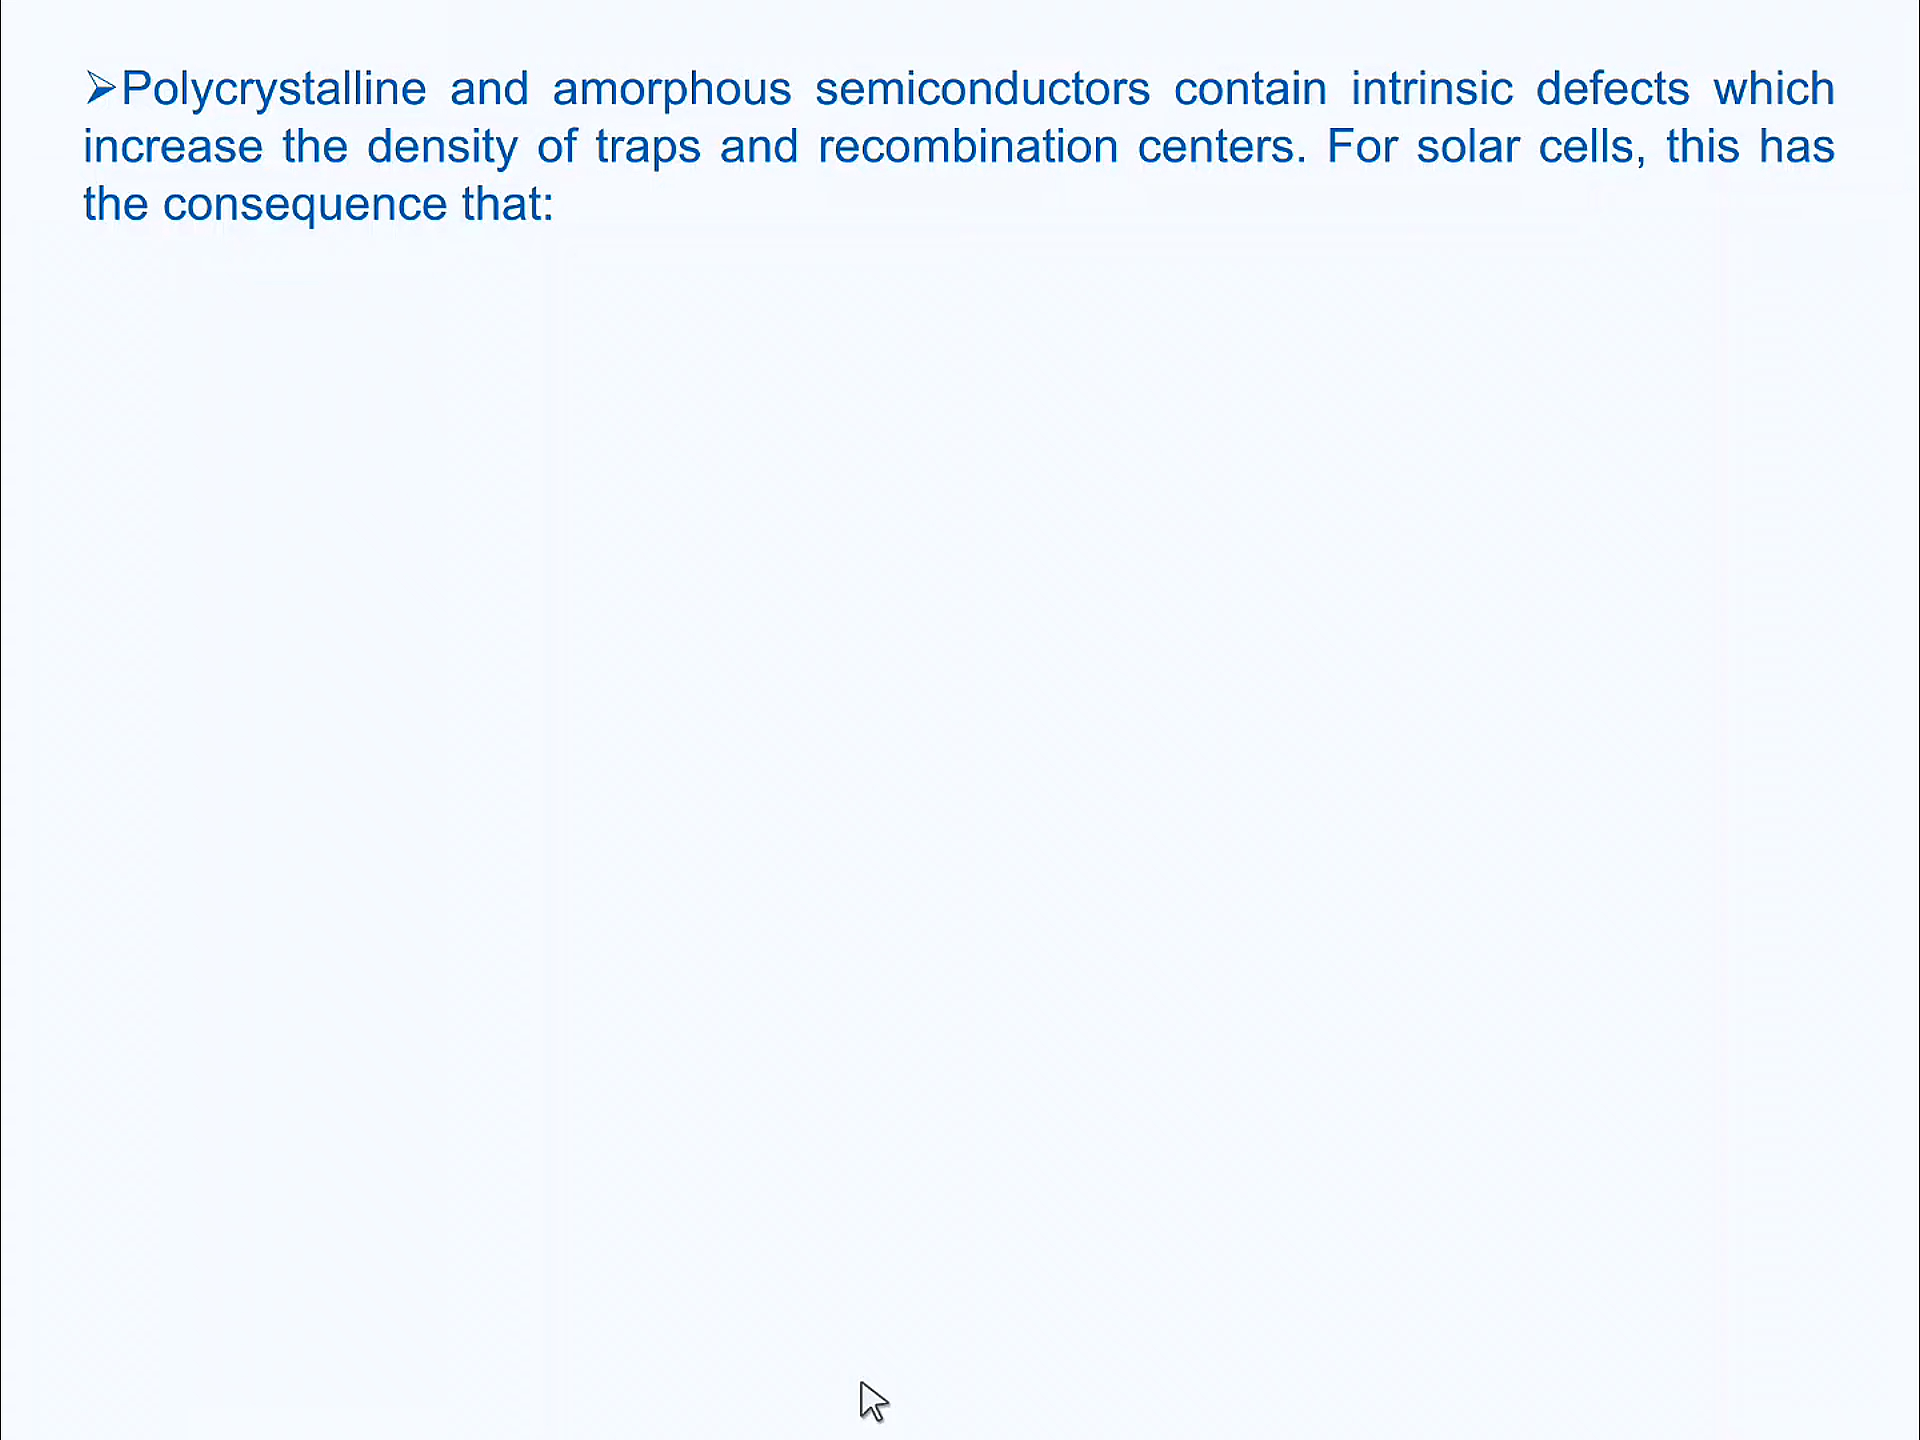 ➢Polycrystalline and amorphous semiconductors contain intrinsic defects which
increase the density of traps and recombination centers. For solar cells, this has
the consequence that: